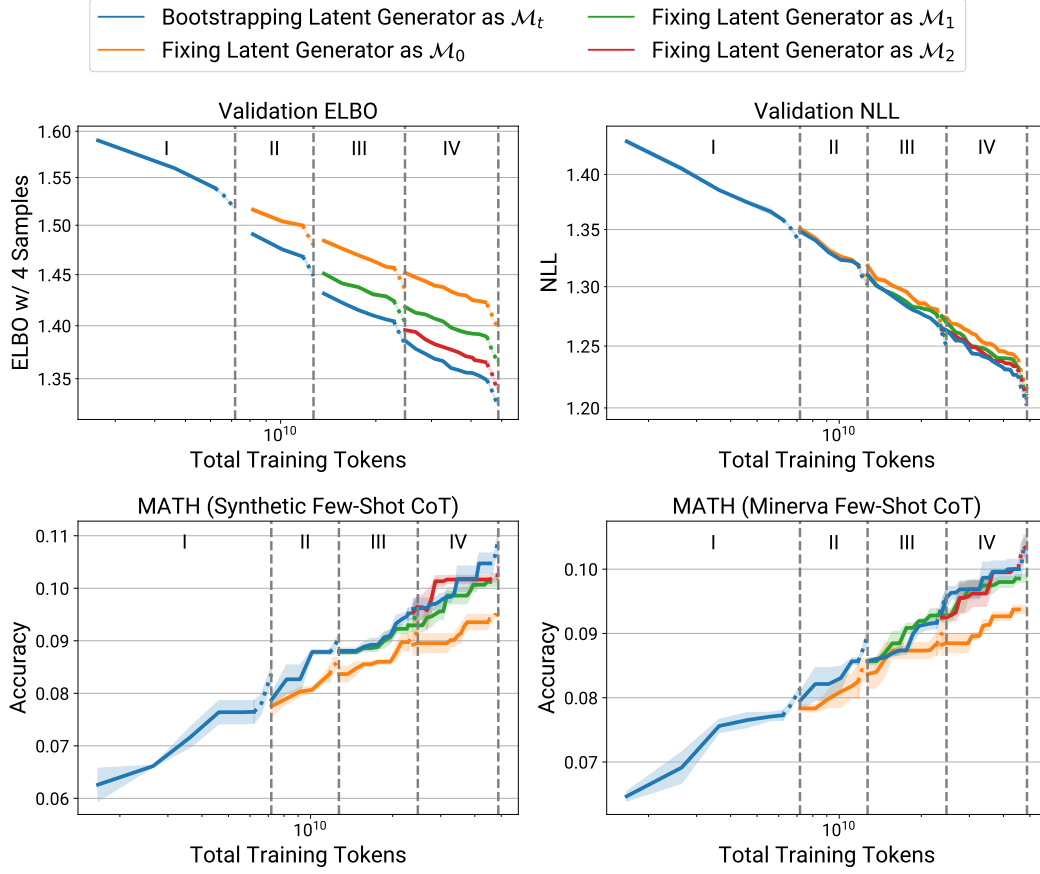 Bootstrapping Latent Generator as ℳt
Fixing Latent Generator as ℳ1
Fixing Latent Generator as ℳ0
Fixing Latent Generator as ℳ2
Validation ELBO
I II III IV
1.60
1.55
1.50
1.45
1.40
1.35
ELBO w/ 4 Samples
10^10
Total Training Tokens
Validation NLL
I II III IV
1.40
1.35
1.30
1.25
1.20
NLL
10^10
Total Training Tokens
MATH (Synthetic Few-Shot CoT)
I II III IV
0.11
0.10
0.09
0.08
0.07
0.06
Accuracy
10^10
Total Training Tokens
MATH (Minerva Few-Shot CoT)
I II III IV
0.10
0.09
0.08
0.07
Accuracy
10^10
Total Training Tokens